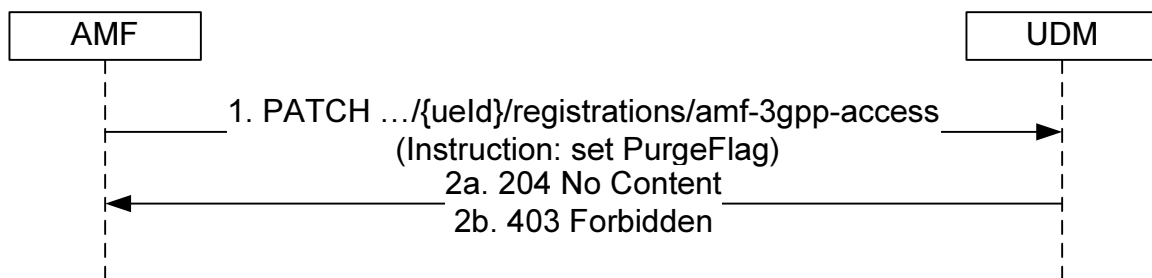 AMF
UDM
1. PATCH …/{ueId}/registrations/amf-3gpp-access
(Instruction: set PurgeFlag)
2a. 204 No Content
2b. 403 Forbidden